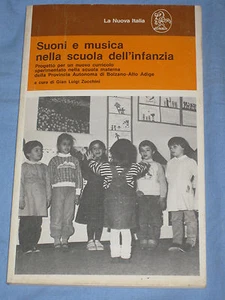 La Nuova Italia
Suoni e musica
nella scuola dell'infanzia
Progetto per un nuovo curricolo
sperimentato nella scuola materna
della Provincia Autonoma di Bolzano-Alto Adige
a cura di Gian Luigi Zucchini